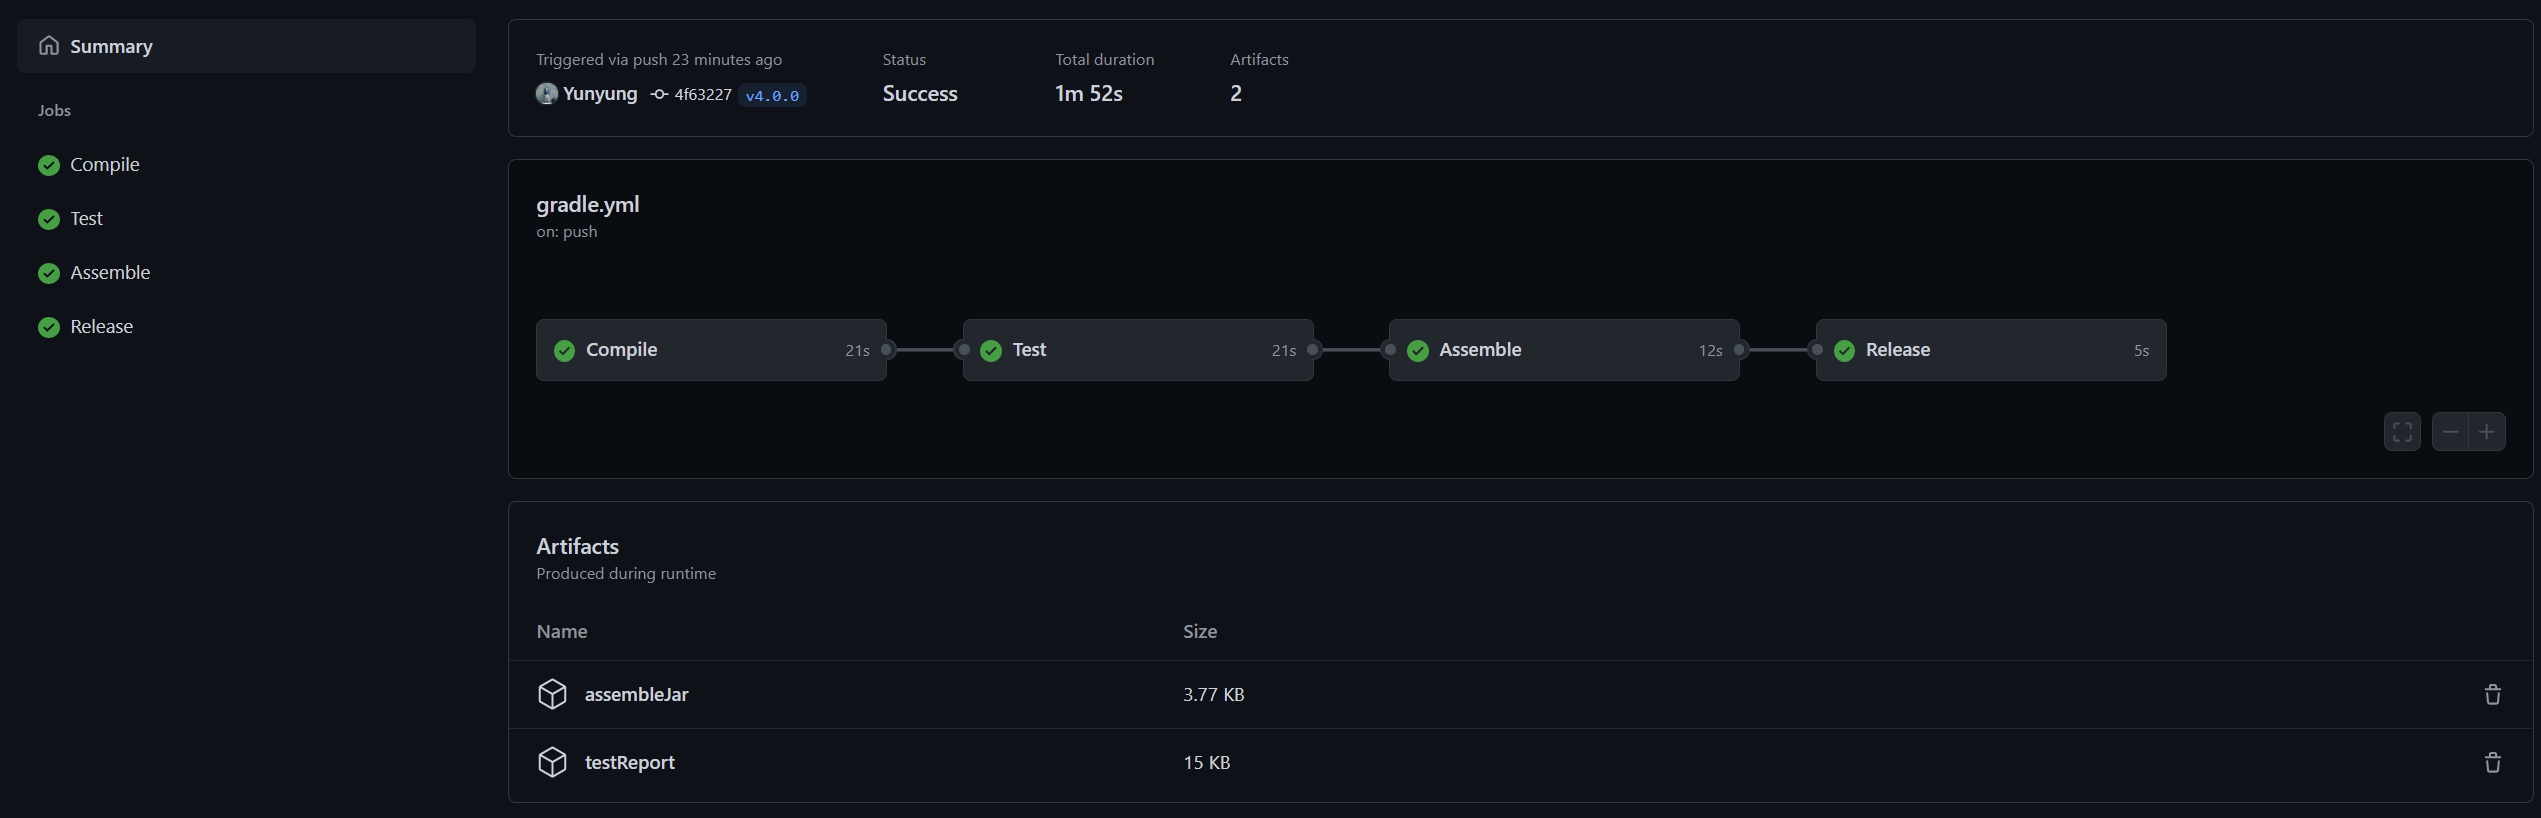 Summary
Jobs
Compile
Test
Assemble
Release
Triggered via push 23 minutes ago
Yunyung 4f63227 v4.0.0
Status
Success
Total duration
1m 52s
Artifacts
2
gradle.yml
on: push
Compile 21s
Test 21s
Assemble 12s
Release 5s
Artifacts
Produced during runtime
Name Size
assembleJar 3.77 KB
testReport 15 KB